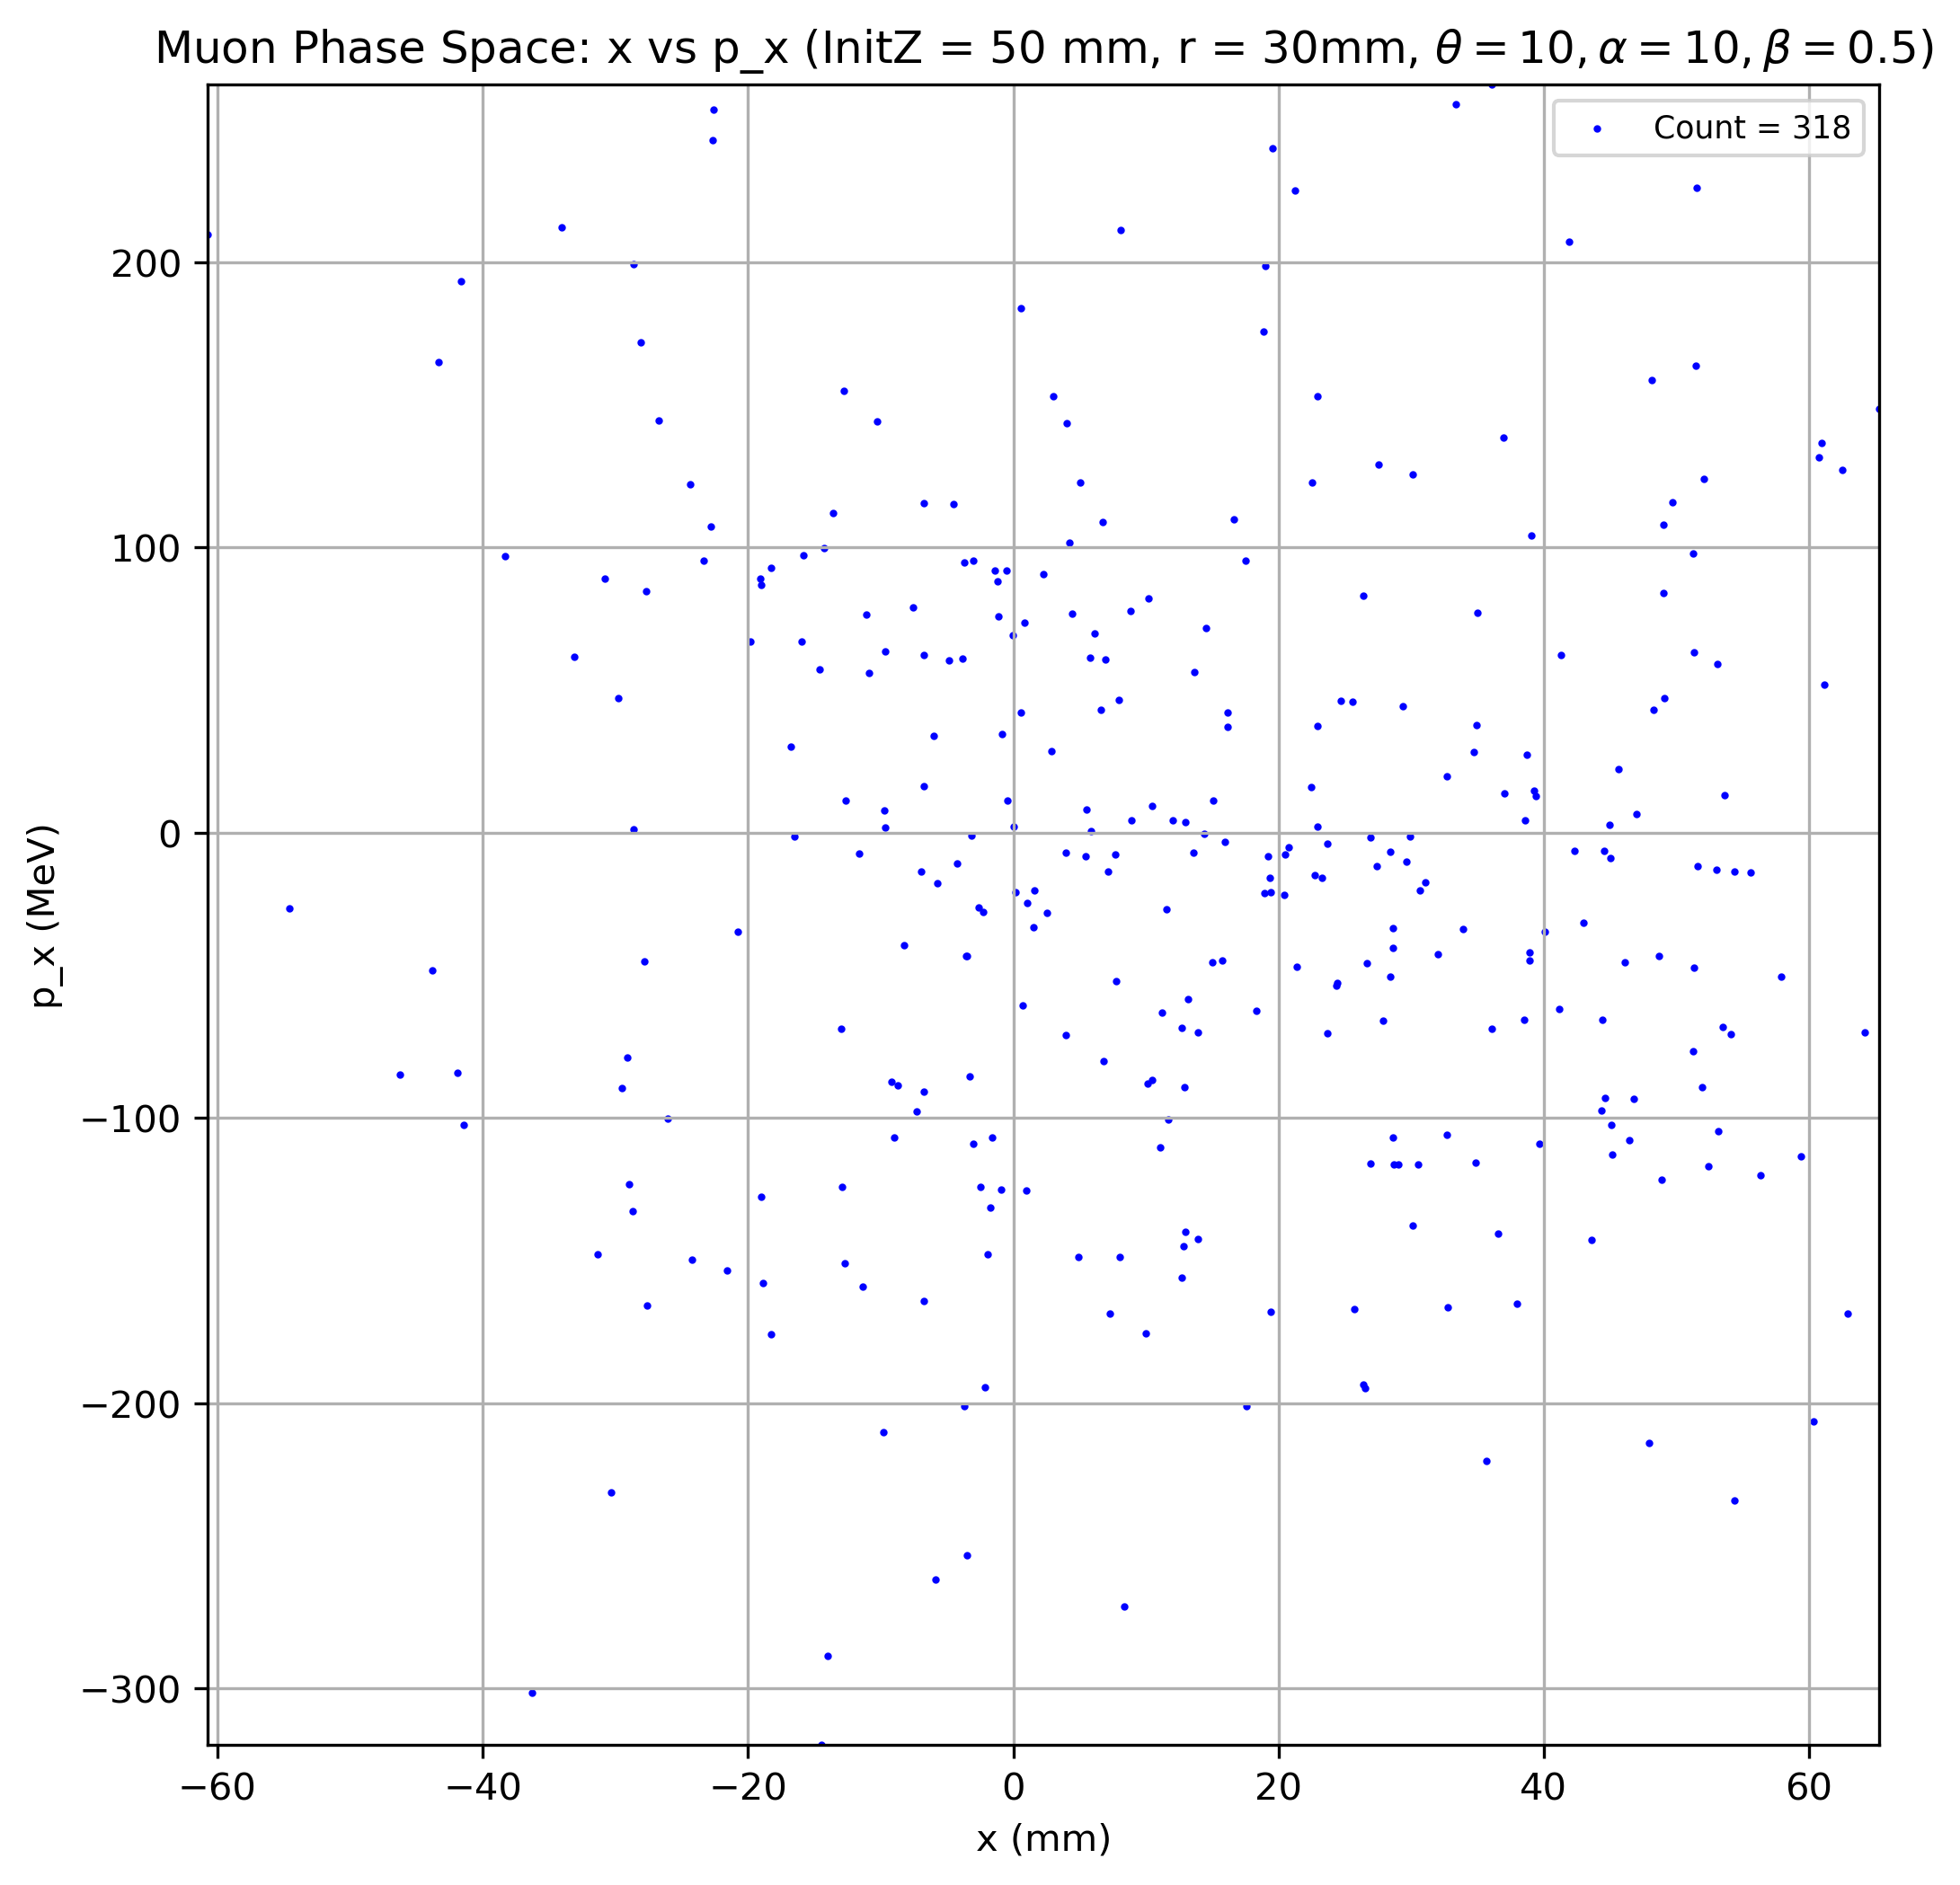 Muon Phase Space: x vs p_x (InitZ = 50 mm, r = 30mm, θ = 10, α = 10, β = 0.5)
Count = 318
200
100
0
−100
−200
−300
p_x (MeV)
−60 −40 −20 0 20 40 60
x (mm)